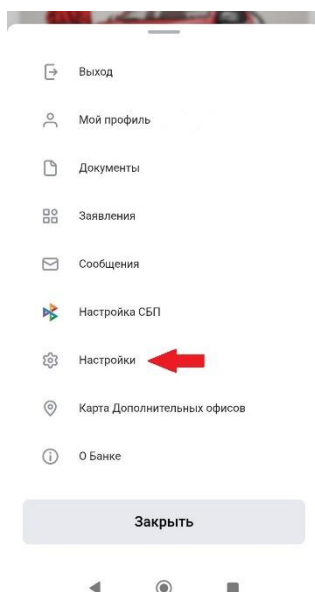 Выход
Мой профиль
Документы
Заявления
Сообщения
Настройка СБП
Настройки
Карта Дополнительных офисов
О Банке
Закрыть